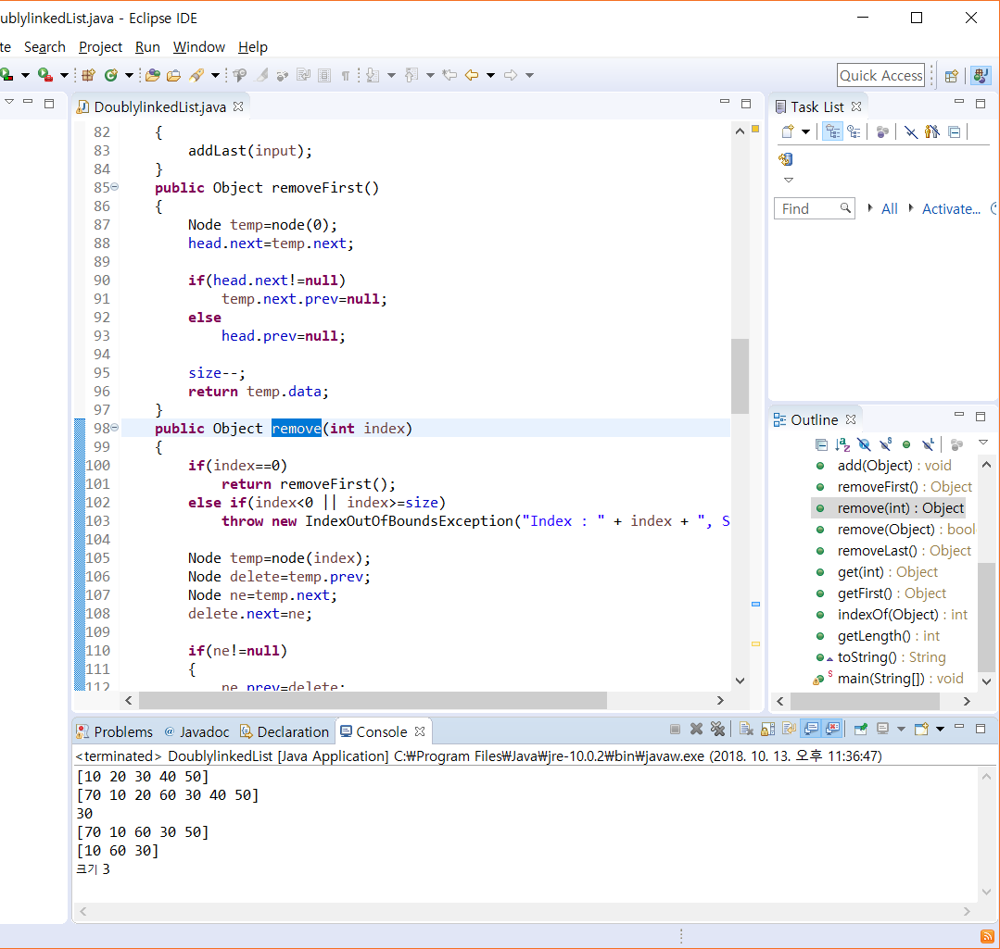 ublylinkedList.java - Eclipse IDE
te Search Project Run Window Help
Quick Access
DoublylinkedList.java
82 {
83 addLast(input);
84 }
85 public Object removeFirst()
86 {
87 Node temp=node(0);
88 head.next=temp.next;
89
90 if(head.next!=null)
91 temp.next.prev=null;
92 else
93 head.prev=null;
94
95 size--;
96 return temp.data;
97 }
98 public Object remove(int index)
99 {
100 if(index==0)
101 return removeFirst();
102 else if(index<0 || index>=size)
103 throw new IndexOutOfBoundsException("Index : " + index + ", S
104
105 Node temp=node(index);
106 Node delete=temp.prev;
107 Node ne=temp.next;
108 delete.next=ne;
109
110 if(ne!=null)
111 {
112 ne.prev=delete;
Task List
Find All Activate...
Outline
add(Object) : void
removeFirst() : Object
remove(int) : Object
remove(Object) : bool
removeLast() : Object
get(int) : Object
getFirst() : Object
indexOf(Object) : int
getLength() : int
toString() : String
main(String[]) : void
Problems @ Javadoc Declaration Console
<terminated> DoublylinkedList [Java Application] C:₩Program Files₩Java₩jre-10.0.2₩bin₩javaw.exe (2018. 10. 13. 오후 11:36:47)
[10 20 30 40 50]
[70 10 20 60 30 40 50]
30
[70 10 60 30 50]
[10 60 30]
크기 3